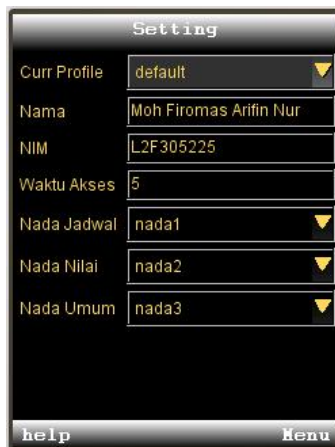 Setting
Curr Profile default
Nama Moh Firomas Arifin Nur
NIM L2F305225
Waktu Akses 5
Nada Jadwal nada1
Nada Nilai nada2
Nada Umum nada3
help Menu